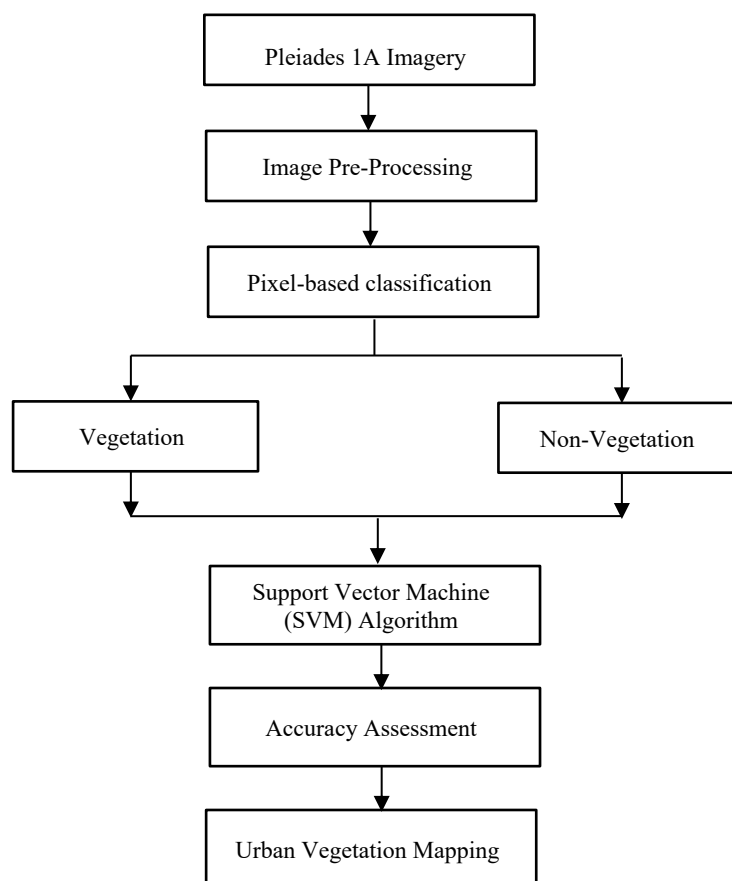 Pleiades 1A Imagery
Image Pre-Processing
Pixel-based classification
Vegetation
Non-Vegetation
Support Vector Machine
(SVM) Algorithm
Accuracy Assessment
Urban Vegetation Mapping